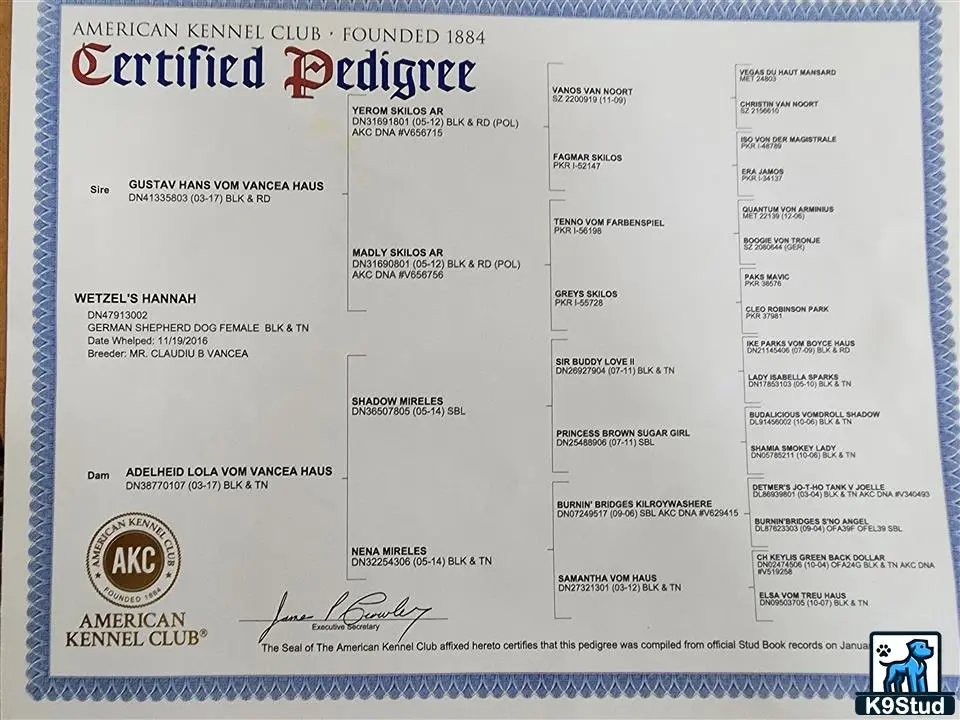 AMERICAN KENNEL CLUB · FOUNDED 1884
Certified Pedigree
Sire
GUSTAV HANS VOM VANCEA HAUS
DN41335803 (03-17) BLK & RD
WETZEL'S HANNAH
DN47913002
GERMAN SHEPHERD DOG FEMALE BLK & TN
Date Whelped: 11/19/2016
Breeder: MR. CLAUDIU B VANCEA
Dam
ADELHEID LOLA VOM VANCEA HAUS
DN38770107 (03-17) BLK & TN
YEROM SKILOS AR
DN31691801 (05-12) BLK & RD (POL)
AKC DNA #V656715
MADLY SKILOS AR
DN31690801 (05-12) BLK & RD (POL)
AKC DNA #V656756
SHADOW MIRELES
DN36507805 (05-14) SBL
NENA MIRELES
DN32254306 (05-14) BLK & TN
VANOS VAN NOORT
SZ 2200919 (11-09)
FAGMAR SKILOS
PKR I-52147
TENNO VOM FARBENSPIEL
PKR I-56198
GREYS SKILOS
PKR I-55728
SIR BUDDY LOVE II
DN26927904 (07-11) BLK & TN
PRINCESS BROWN SUGAR GIRL
DN25488906 (07-11) SBL
BURNIN' BRIDGES KILROYWASHERE
DN07249517 (09-06) SBL AKC DNA #V629415
SAMANTHA VOM HAUS
DN27321301 (03-12) BLK & TN
VEGAS DU HAUT MANSARD
MET 24803
CHRISTIN VAN NOORT
SZ 2156610
ISO VON DER MAGISTRALE
PKR I-48789
ERA JAMOS
PKR I-34137
QUANTUM VON ARMINIUS
MET 22139 (12-06)
BOOGIE VON TRONJE
SZ 2080644 (GER)
PAKS MAVIC
PKR 38576
CLEO ROBINSON PARK
PKR 37981
IKE PARKS VOM BOYCE HAUS
DN21145406 (07-09) BLK & RD
LADY ISABELLA SPARKS
DN17853103 (05-10) BLK & TN
BUDALICIOUS VOMDROLL SHADOW
DL91456002 (10-06) BLK & TN
SHAMIA SMOKEY LADY
DN05785211 (10-06) BLK & TN
DETMER'S JO-T-HO TANK V JOELLE
DL86939801 (03-04) BLK & TN AKC DNA #V340493
BURNIN'BRIDGES S'NO ANGEL
DL87623303 (09-04) OFA39F OFEL39 SBL
CH KEYLIS GREEN BACK DOLLAR
DN02474506 (10-04) OFA24G BLK & TN AKC DNA
#V519258
ELSA VOM TREU HAUS
DN09503705 (10-07) BLK & TN
AMERICAN KENNEL CLUB
AKC
FOUNDED 1884
AMERICAN
KENNEL CLUB®
James P Crowley
Executive Secretary
The Seal of The American Kennel Club affixed hereto certifies that this pedigree was compiled from official Stud Book records on Janua
K9Stud